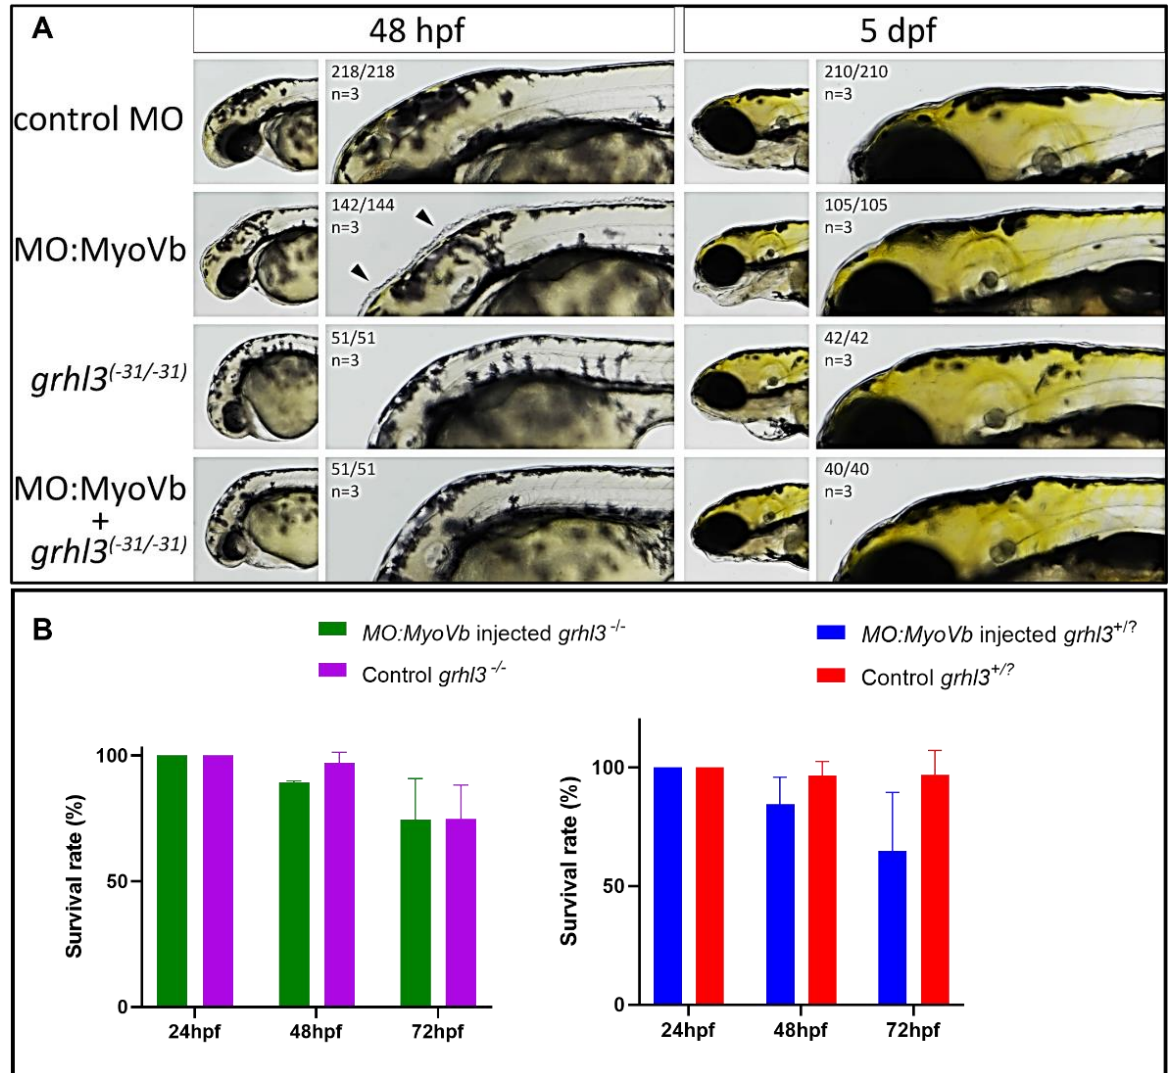 A
48 hpf
5 dpf
control MO
218/218
n=3
210/210
n=3
MO:MyoVb
142/144
n=3
105/105
n=3
grhl3(-31/-31)
51/51
n=3
42/42
n=3
MO:MyoVb
+
grhl3(-31/-31)
51/51
n=3
40/40
n=3
B
MO:MyoVb injected grhl3 -/-
Control grhl3 -/-
MO:MyoVb injected grhl3+/?
Control grhl3+/?
Survival rate (%)
100
50
0
24hpf 48hpf 72hpf
Survival rate (%)
100
50
0
24hpf 48hpf 72hpf